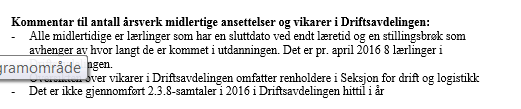 Kommentar til antall årsverk midlertige ansettelser og vikarer i Driftsavdelingen:
- Alle midlertidige er lærlinger som har en sluttdato ved endt læretid og en stillingsbrøk som
avhenger av hvor langt de er kommet i utdanningen. Det er pr. april 2016 8 lærlinger i
gramområde
ngen.
over vikarer i Driftsavdelingen omfatter renholdere i Seksjon for drift og logistikk
- Det er ikke gjennomført 2.3.8-samtaler i 2016 i Driftsavdelingen hittil i år